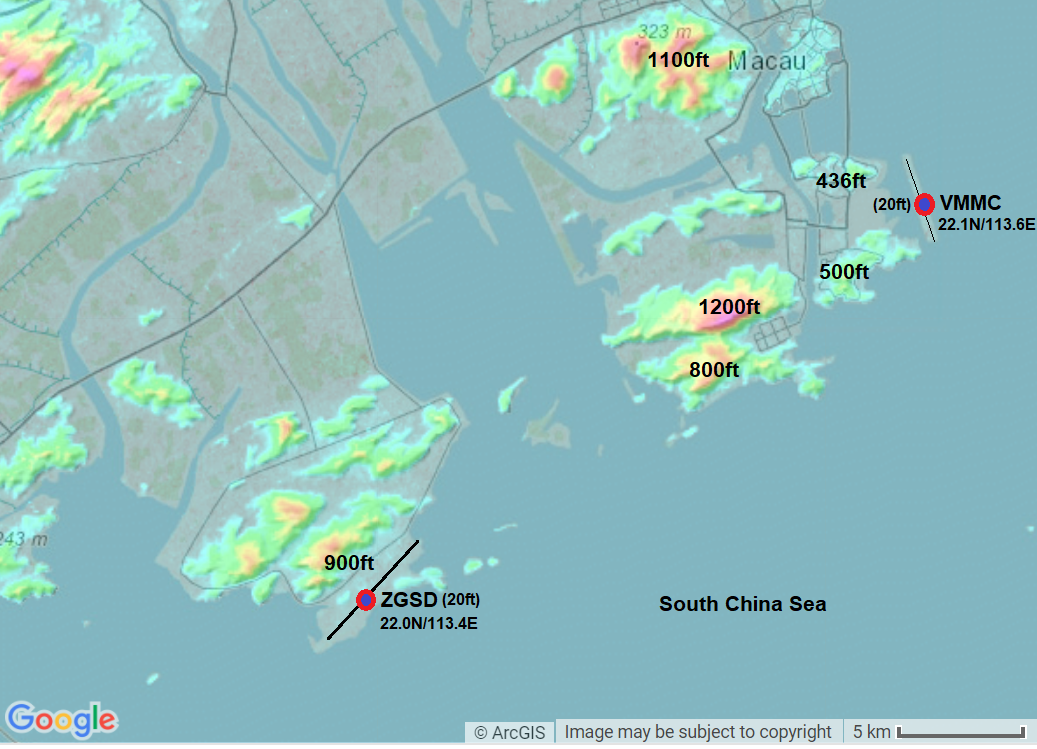 323 m
1100ft
Macau
436ft
(20ft)
VMMC
22.1N/113.6E
500ft
1200ft
800ft
243 m
900ft
ZGSD (20ft)
22.0N/113.4E
South China Sea
Google
© ArcGIS
Image may be subject to copyright
5 km